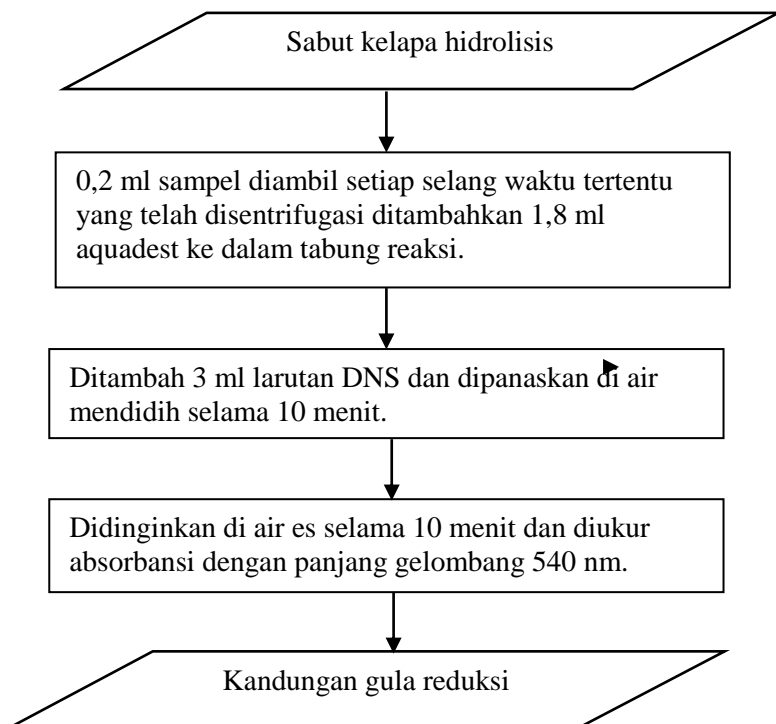 Sabut kelapa hidrolisis
0,2 ml sampel diambil setiap selang waktu tertentu
yang telah disentrifugasi ditambahkan 1,8 ml
aquadest ke dalam tabung reaksi.
Ditambah 3 ml larutan DNS dan dipanaskan di air
mendidih selama 10 menit.
Didinginkan di air es selama 10 menit dan diukur
absorbansi dengan panjang gelombang 540 nm.
Kandungan gula reduksi